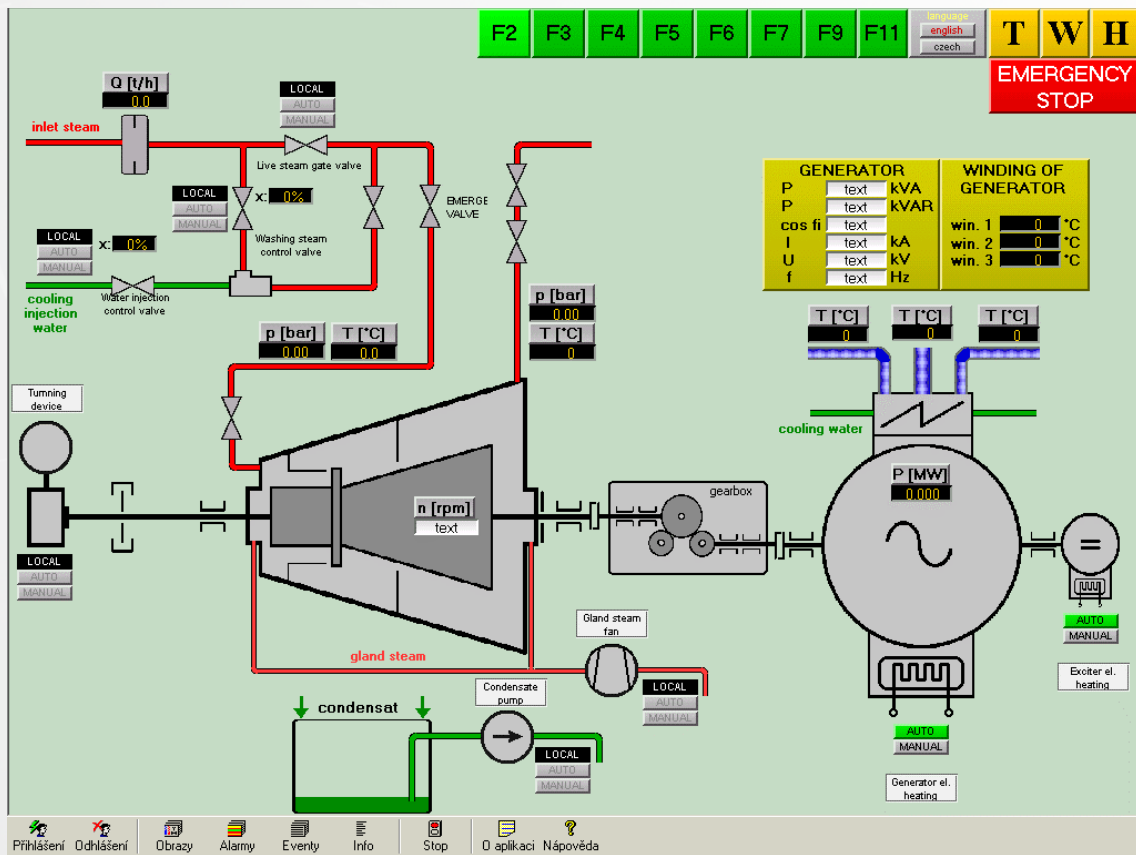 F2 F3 F4 F5 F6 F7 F9 F11
language
english
czech
T W H
EMERGENCY
STOP
Q [t/h]
0.0
inlet steam
LOCAL
AUTO
MANUAL
Live steam gate valve
LOCAL
AUTO
MANUAL
x: 0%
Washing steam
control valve
EMERGE
VALVE
LOCAL
AUTO
MANUAL
x: 0%
Water injection
control valve
cooling
injection
water
p [bar]
0.00
T [°C]
0.0
p [bar]
0.00
T [°C]
0
GENERATOR
P text kVA
P text kVAR
cos fi text
I text kA
U text kV
f text Hz
WINDING OF
GENERATOR
win. 1 0 °C
win. 2 0 °C
win. 3 0 °C
T [°C]
0
T [°C]
0
T [°C]
0
cooling water
Turnning
device
LOCAL
AUTO
MANUAL
n [rpm]
text
gearbox
P [MW]
0.000
=
AUTO
MANUAL
Exciter el.
heating
AUTO
MANUAL
Generator el.
heating
gland steam
Gland steam
fan
LOCAL
AUTO
MANUAL
condensat
Condensate
pump
LOCAL
AUTO
MANUAL
Přihlášení Odhlášení Obrazy Alarmy Eventy Info Stop O aplikaci Nápověda